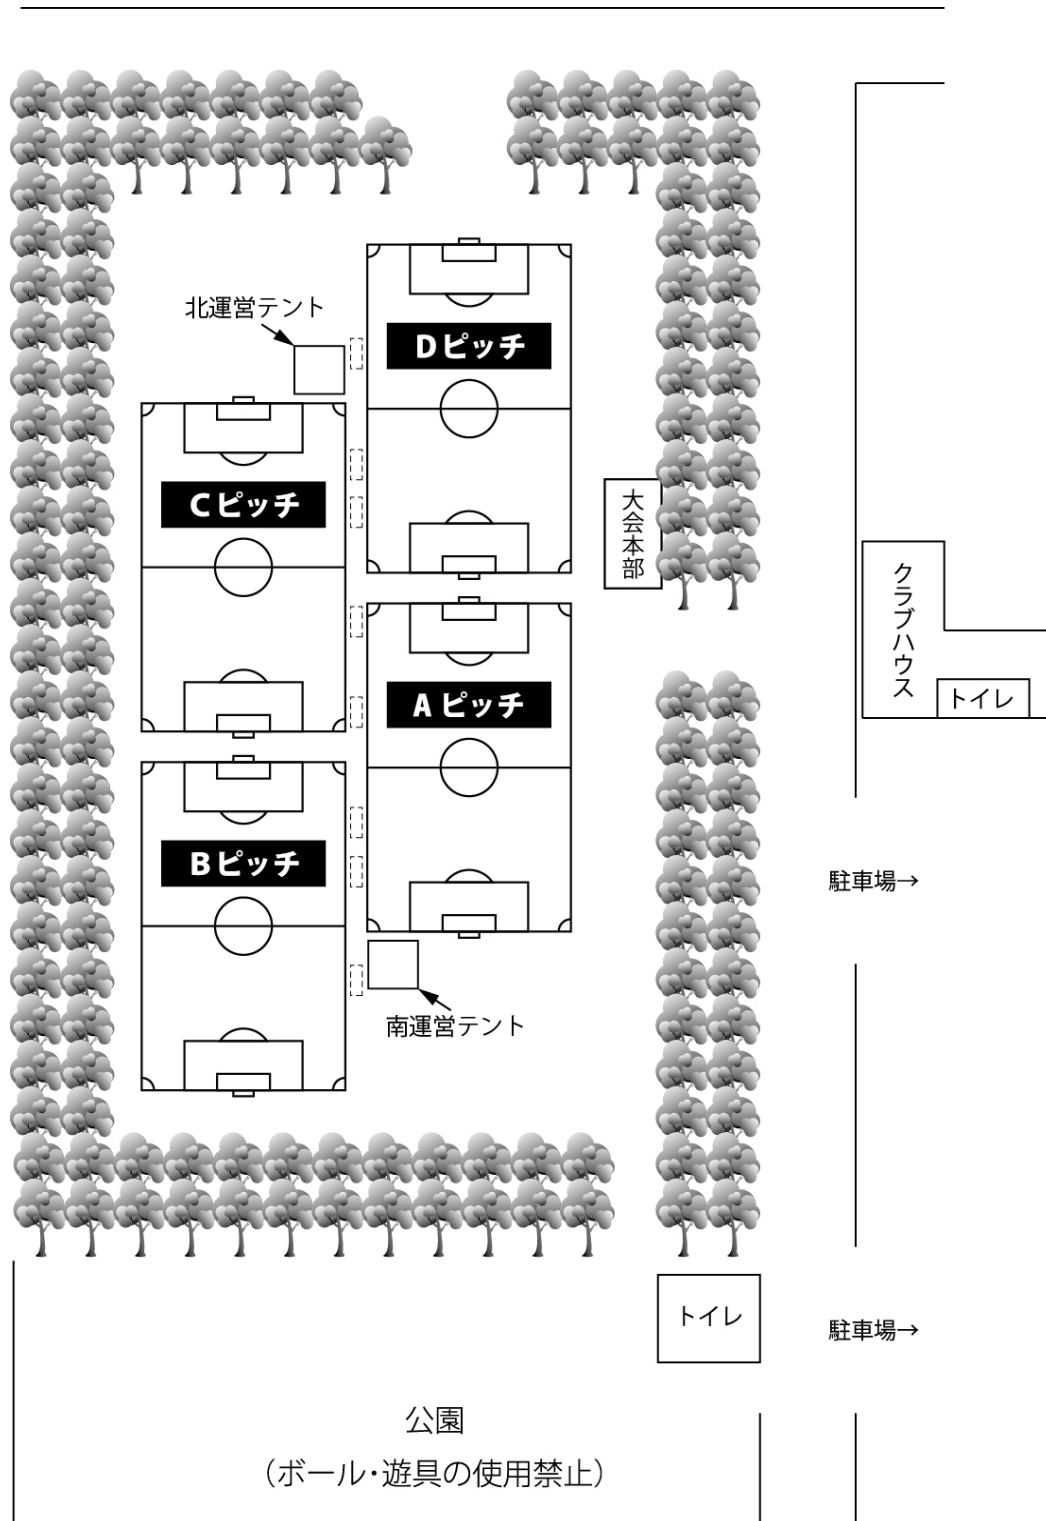 北運営テント
Dピッチ
Cピッチ
大会本部
クラブハウス
トイレ
Aピッチ
Bピッチ
駐車場→
南運営テント
トイレ
駐車場→
公園
（ボール・遊具の使用禁止）